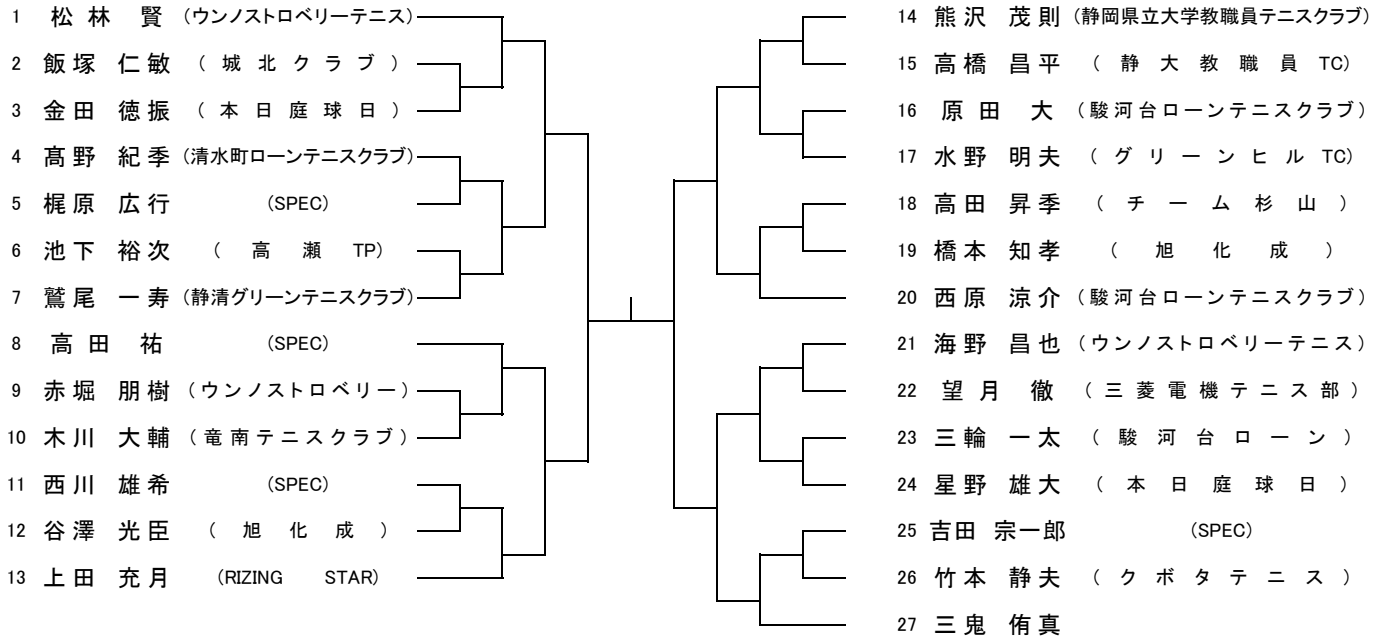 1 松林 賢 (ウンノストロベリーテニス)
2 飯塚 仁敏 (城北クラブ)
3 金田 徳振 (本日庭球日)
4 髙野 紀季 (清水町ローンテニスクラブ)
5 梶原 広行 (SPEC)
6 池下 裕次 (高瀬TP)
7 鷲尾 一寿 (静清グリーンテニスクラブ)
8 高田 祐 (SPEC)
9 赤堀 朋樹 (ウンノストロベリー)
10 木川 大輔 (竜南テニスクラブ)
11 西川 雄希 (SPEC)
12 谷澤 光臣 (旭化成)
13 上田 充月 (RIZING STAR)
14 熊沢 茂則 (静岡県立大学教職員テニスクラブ)
15 高橋 昌平 (静大教職員TC)
16 原田 大 (駿河台ローンテニスクラブ)
17 水野 明夫 (グリーンヒルTC)
18 高田 昇季 (チーム杉山)
19 橋本 知孝 (旭化成)
20 西原 涼介 (駿河台ローンテニスクラブ)
21 海野 昌也 (ウンノストロベリーテニス)
22 望月 徹 (三菱電機テニス部)
23 三輪 一太 (駿河台ローン)
24 星野 雄大 (本日庭球日)
25 吉田 宗一郎 (SPEC)
26 竹本 静夫 (クボタテニス)
27 三鬼 侑真